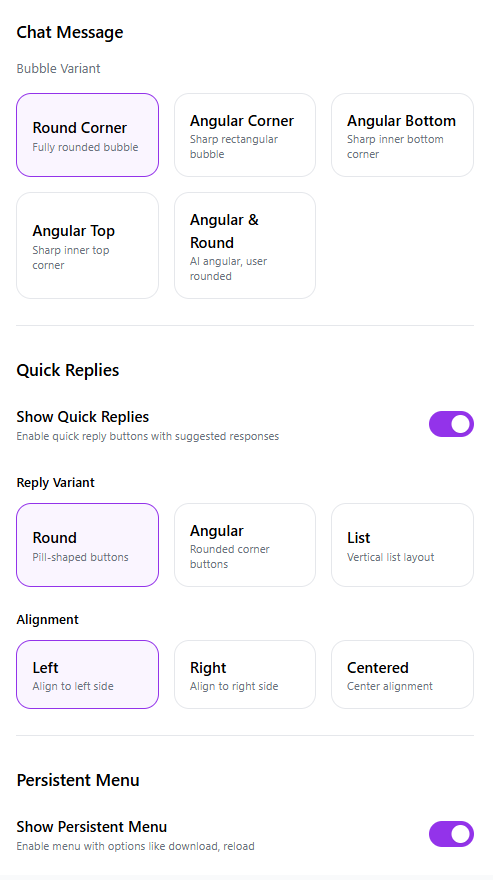 Chat Message
Bubble Variant
Round Corner
Fully rounded bubble
Angular Corner
Sharp rectangular
bubble
Angular Bottom
Sharp inner bottom
corner
Angular Top
Sharp inner top
corner
Angular &
Round
AI angular, user
rounded
Quick Replies
Show Quick Replies
Enable quick reply buttons with suggested responses
Reply Variant
Round
Pill-shaped buttons
Angular
Rounded corner
buttons
List
Vertical list layout
Alignment
Left
Align to left side
Right
Align to right side
Centered
Center alignment
Persistent Menu
Show Persistent Menu
Enable menu with options like download, reload